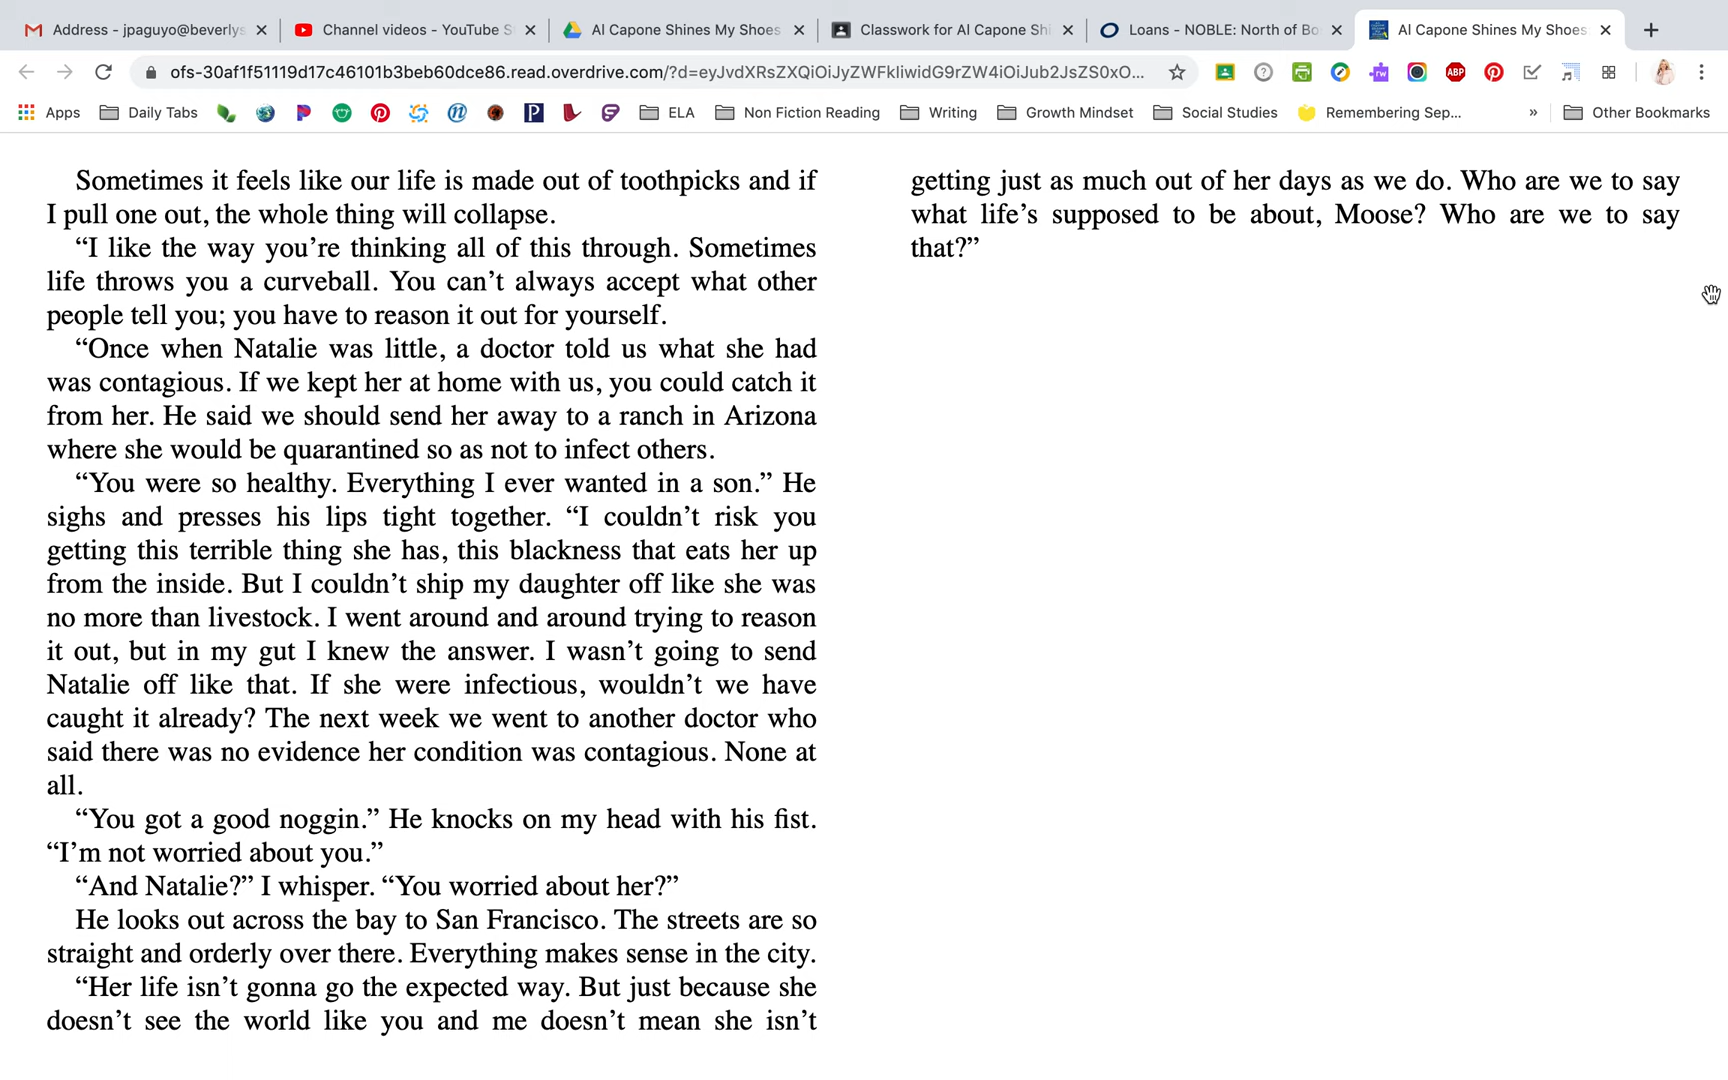 Address - jpaguyo@beverlys
Channel videos - YouTube S
Al Capone Shines My Shoes
Classwork for Al Capone Shi
Loans - NOBLE: North of Bo
Al Capone Shines My Shoes
ofs-30af1f51119d17c46101b3beb60dce86.read.overdrive.com/?d=eyJvdXRsZXQiOiJyZWFkIiwidG9rZW4iOiJub2JsZS0xO...
Apps
Daily Tabs
ELA
Non Fiction Reading
Writing
Growth Mindset
Social Studies
Remembering Sep...
»
Other Bookmarks
Sometimes it feels like our life is made out of toothpicks and if
I pull one out, the whole thing will collapse.
“I like the way you’re thinking all of this through. Sometimes
life throws you a curveball. You can’t always accept what other
people tell you; you have to reason it out for yourself.
“Once when Natalie was little, a doctor told us what she had
was contagious. If we kept her at home with us, you could catch it
from her. He said we should send her away to a ranch in Arizona
where she would be quarantined so as not to infect others.
“You were so healthy. Everything I ever wanted in a son.” He
sighs and presses his lips tight together. “I couldn’t risk you
getting this terrible thing she has, this blackness that eats her up
from the inside. But I couldn’t ship my daughter off like she was
no more than livestock. I went around and around trying to reason
it out, but in my gut I knew the answer. I wasn’t going to send
Natalie off like that. If she were infectious, wouldn’t we have
caught it already? The next week we went to another doctor who
said there was no evidence her condition was contagious. None at
all.
“You got a good noggin.” He knocks on my head with his fist.
“I’m not worried about you.”
“And Natalie?” I whisper. “You worried about her?”
He looks out across the bay to San Francisco. The streets are so
straight and orderly over there. Everything makes sense in the city.
“Her life isn’t gonna go the expected way. But just because she
doesn’t see the world like you and me doesn’t mean she isn’t
getting just as much out of her days as we do. Who are we to say
what life’s supposed to be about, Moose? Who are we to say
that?”